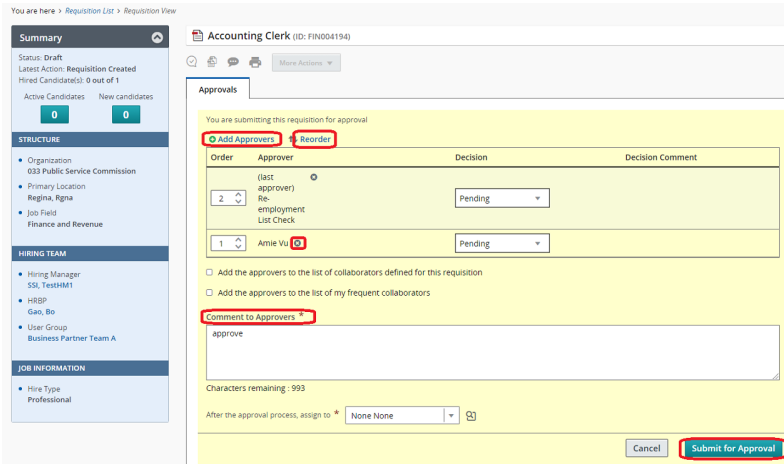 You are here > Requisition List > Requisition View
Summary
Status: Draft
Latest Action: Requisition Created
Hired Candidate(s): 0 out of 1
Active Candidates New candidates
0 0
STRUCTURE
Organization
033 Public Service Commission
Primary Location
Regina, Rgna
Job Field
Finance and Revenue
HIRING TEAM
Hiring Manager
SSI, TestHM1
HRBP
Gao, Bo
User Group
Business Partner Team A
JOB INFORMATION
Hire Type
Professional
Accounting Clerk (ID: FIN004194)
More Actions
Approvals
You are submitting this requisition for approval
Add Approvers Reorder
Order Approver Decision Decision Comment
(last
approver)
2 Re- Pending
employment
List Check
1 Amie Vu Pending
Add the approvers to the list of collaborators defined for this requisition
Add the approvers to the list of my frequent collaborators
Comment to Approvers *
approve
Characters remaining : 993
After the approval process, assign to * None None
Cancel Submit for Approval